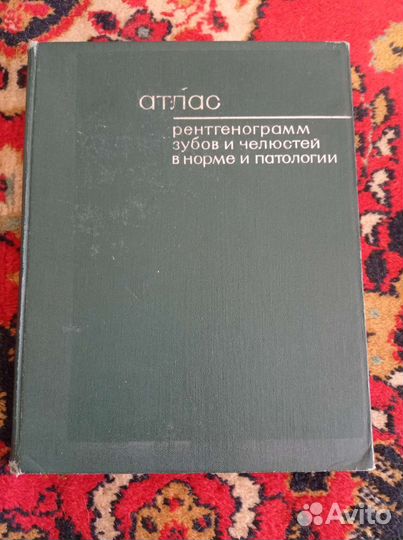 атлас
рентгенограмм
зубов и челюстей
в норме и патологии
Avito